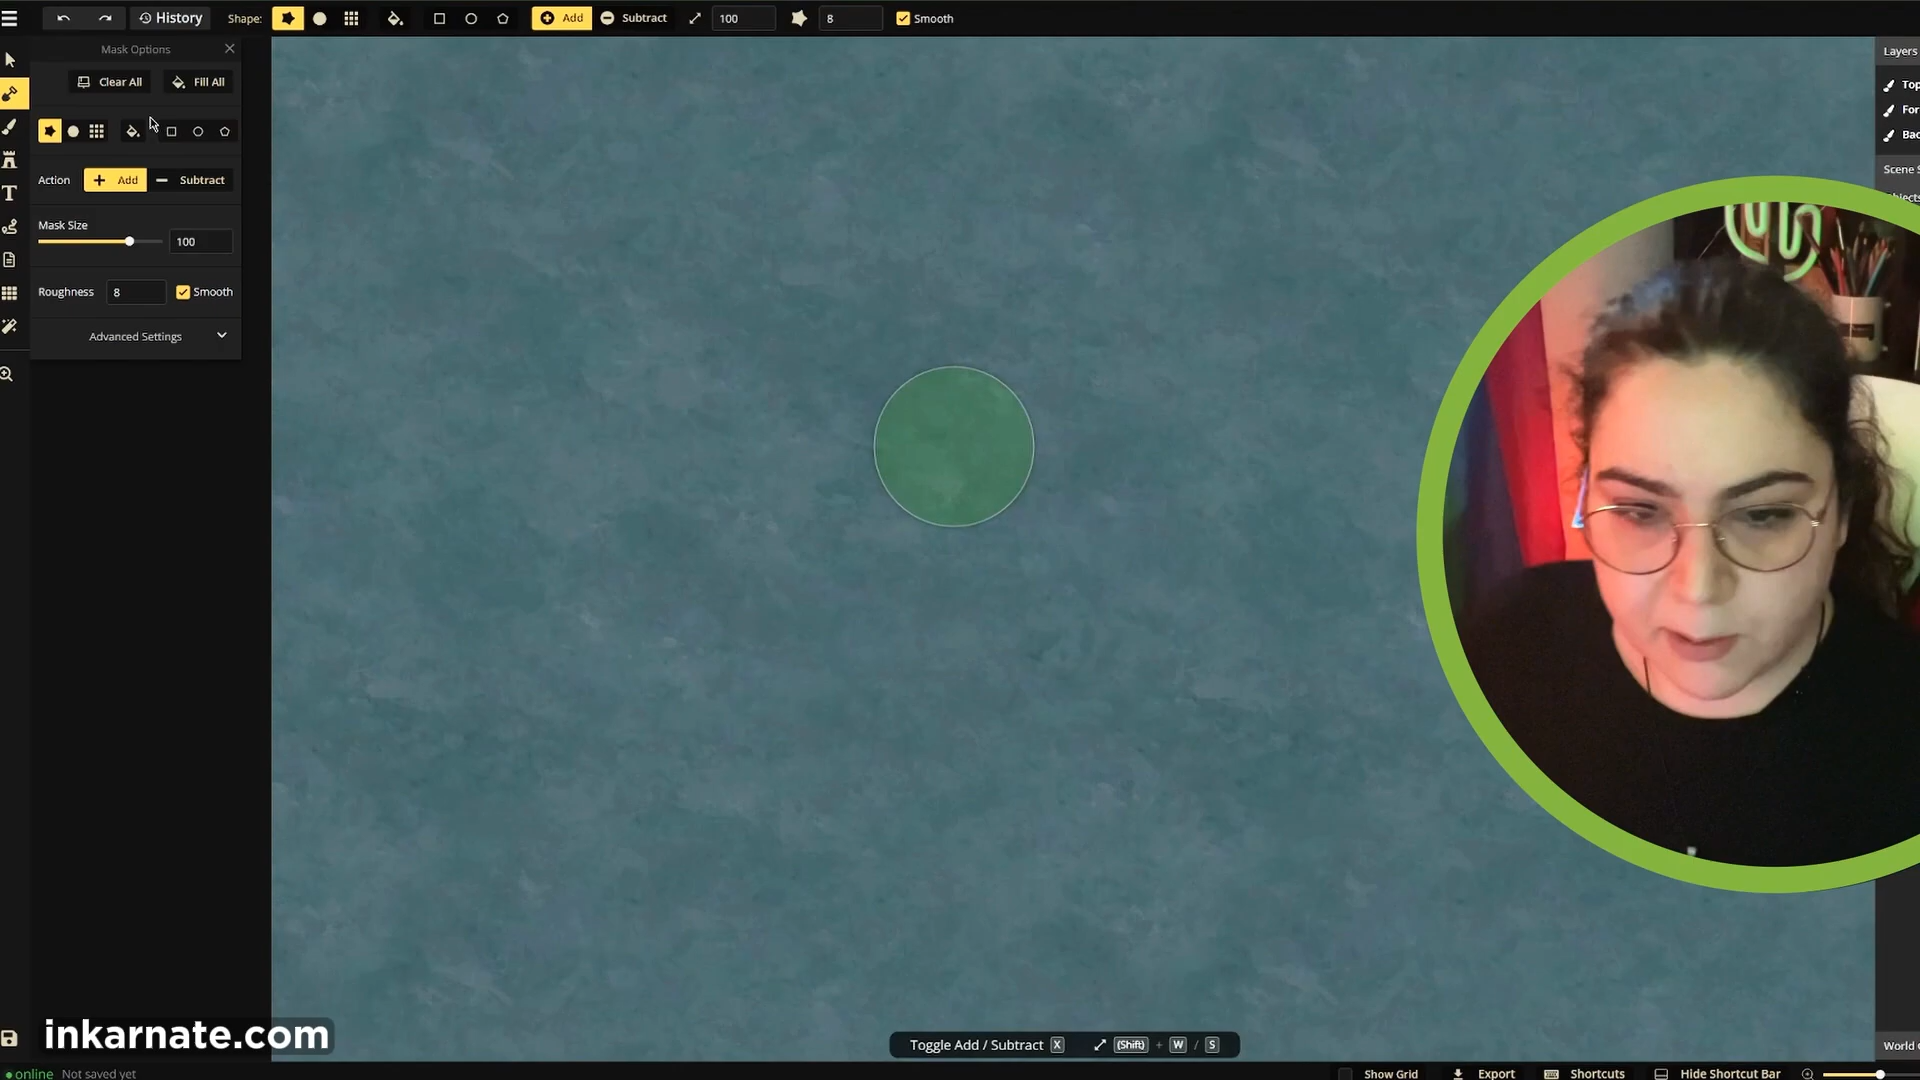 History
Shape:
Add
Subtract
100
8
Smooth
Mask Options
Clear All
Fill All
Action
Add
Subtract
Mask Size
100
Roughness
8
Smooth
Advanced Settings
T
Layers
Top
For
Bac
Scene S
World
inkarnate.com
Toggle Add / Subtract X (Shift) + W / S
online
Not saved yet
Show Grid
Export
Shortcuts
Hide Shortcut Bar